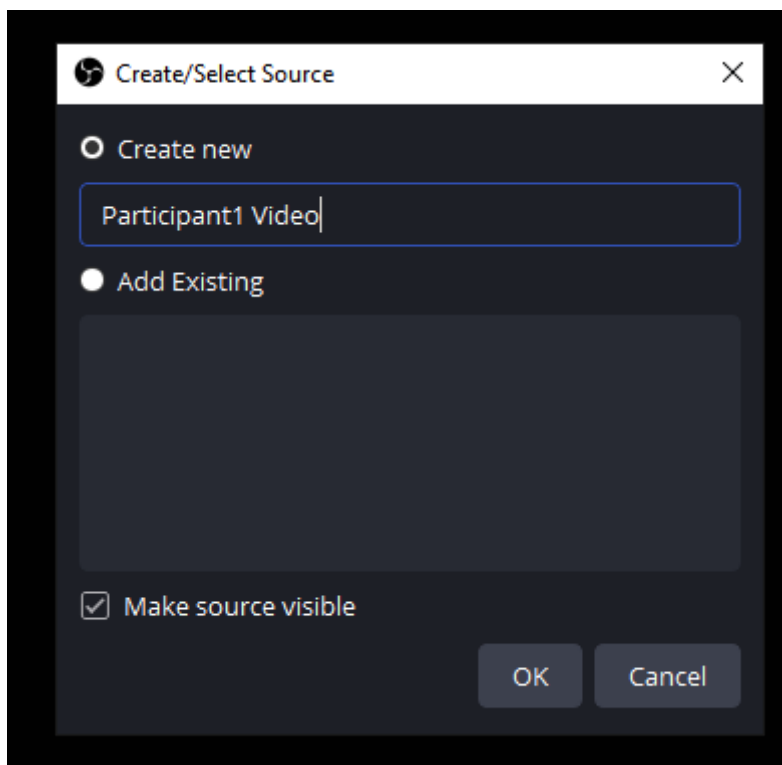 Create/Select Source
Create new
Participant1 Video
Add Existing
Make source visible
OK
Cancel